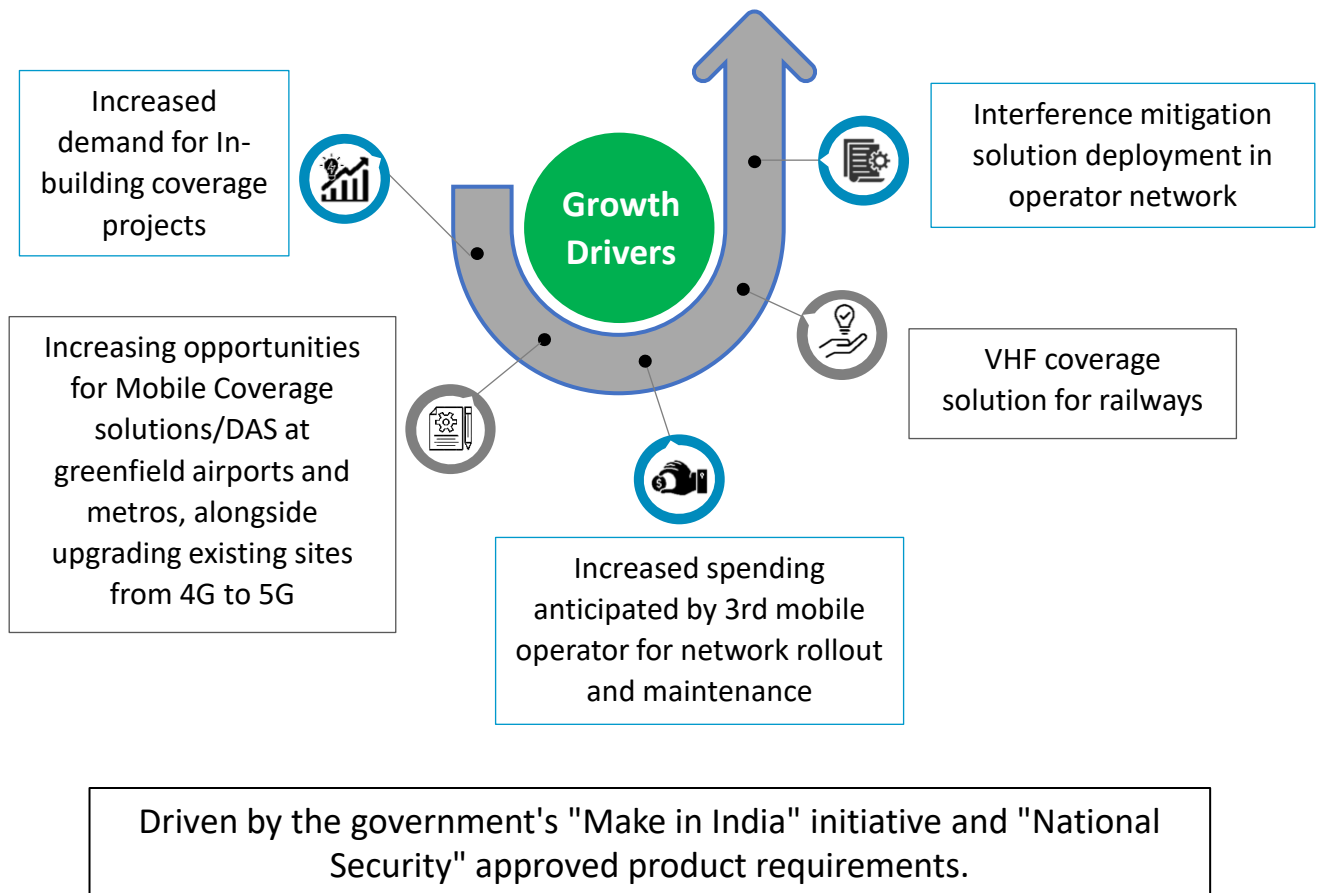 Growth
Drivers
Increased
demand for In-
building coverage
projects
Increasing opportunities
for Mobile Coverage
solutions/DAS at
greenfield airports and
metros, alongside
upgrading existing sites
from 4G to 5G
Increased spending
anticipated by 3rd mobile
operator for network rollout
and maintenance
VHF coverage
solution for railways
Interference mitigation
solution deployment in
operator network
Driven by the government's "Make in India" initiative and "National
Security" approved product requirements.